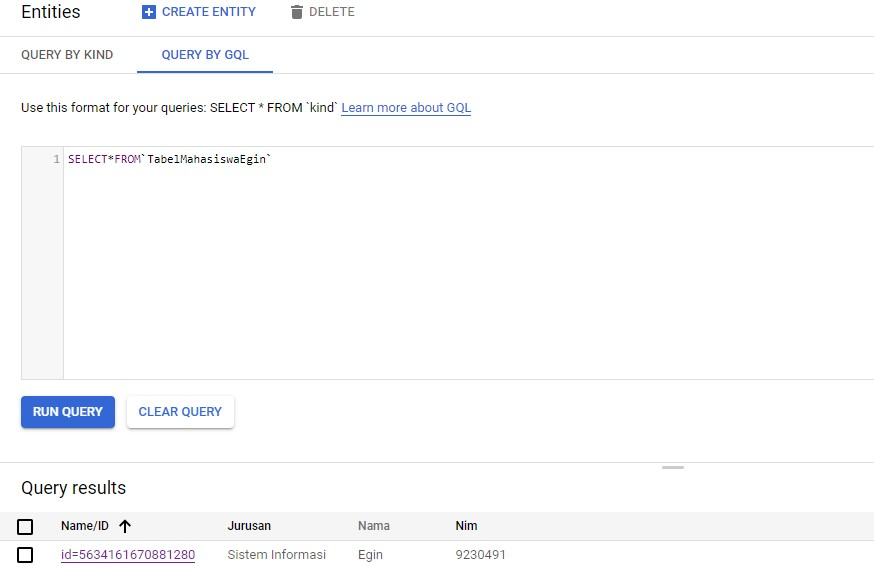 Entities CREATE ENTITY DELETE
QUERY BY KIND QUERY BY GQL
Use this format for your queries: SELECT * FROM `kind` Learn more about GQL
1 SELECT*FROM`TabelMahasiswaEgin`
RUN QUERY CLEAR QUERY
Query results
Name/ID Jurusan Nama Nim
id=5634161670881280 Sistem Informasi Egin 9230491